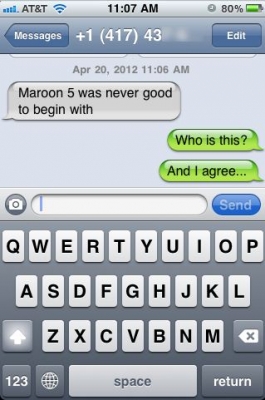 AT&T 11:07 AM 80%
Messages +1 (417) 43 Edit
Apr 20, 2012 11:06 AM
Maroon 5 was never good
to begin with
Who is this?
And I agree...
Send
Q W E R T Y U I O P
A S D F G H J K L
Z X C V B N M
123 space return